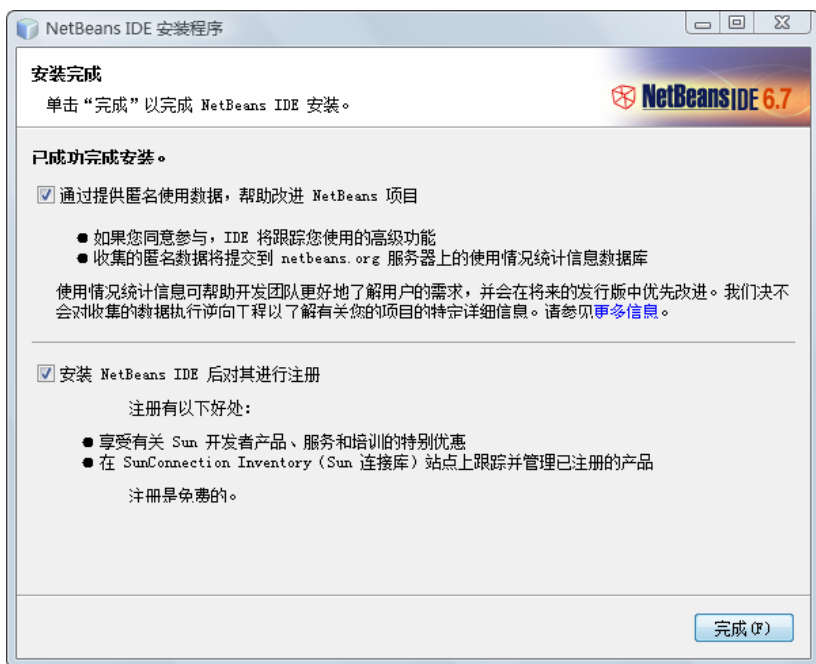 NetBeans IDE 安装程序
安装完成
单击“完成”以完成 NetBeans IDE 安装。
NetBeans IDE 6.7
已成功完成安装。
通过提供匿名使用数据，帮助改进 NetBeans 项目
● 如果您同意参与，IDE 将跟踪您使用的高级功能
● 收集的匿名数据将提交到 netbeans.org 服务器上的使用情况统计信息数据库
使用情况统计信息可帮助开发团队更好地了解用户的需求，并会在将来的发行版中优先改进。我们决不
会对收集的数据执行逆向工程以了解有关您的项目的特定详细信息。请参见更多信息。
安装 NetBeans IDE 后对其进行注册
注册有以下好处：
● 享受有关 Sun 开发者产品、服务和培训的特别优惠
● 在 SunConnection Inventory（Sun 连接库）站点上跟踪并管理已注册的产品
注册是免费的。
完成(F)